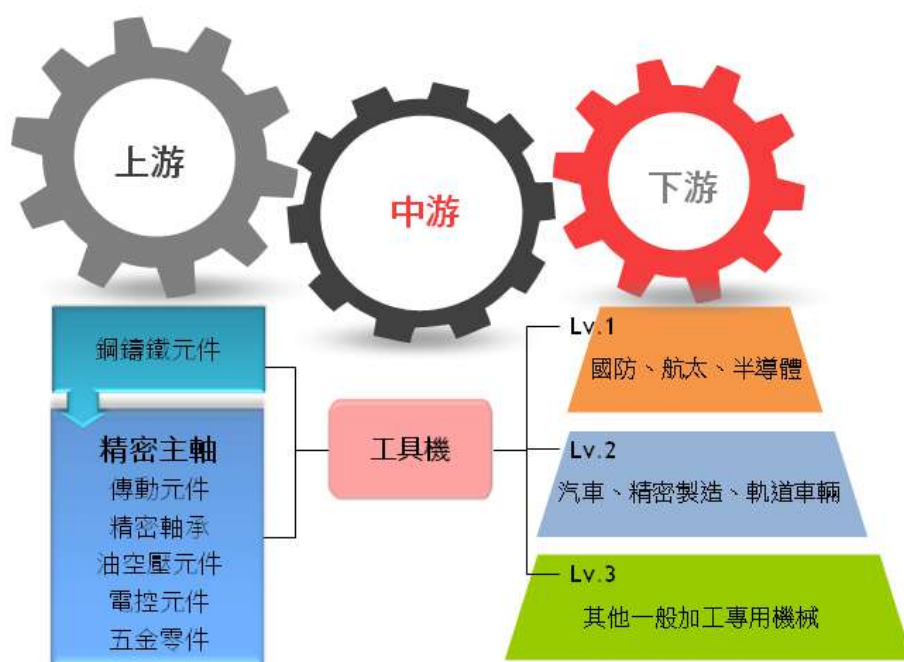 上游
中游
下游
鋼鑄鐵元件
精密主軸
傳動元件
精密軸承
油空壓元件
電控元件
五金零件
工具機
Lv.1
國防、航太、半導體
Lv.2
汽車、精密製造、軌道車輛
Lv.3
其他一般加工專用機械